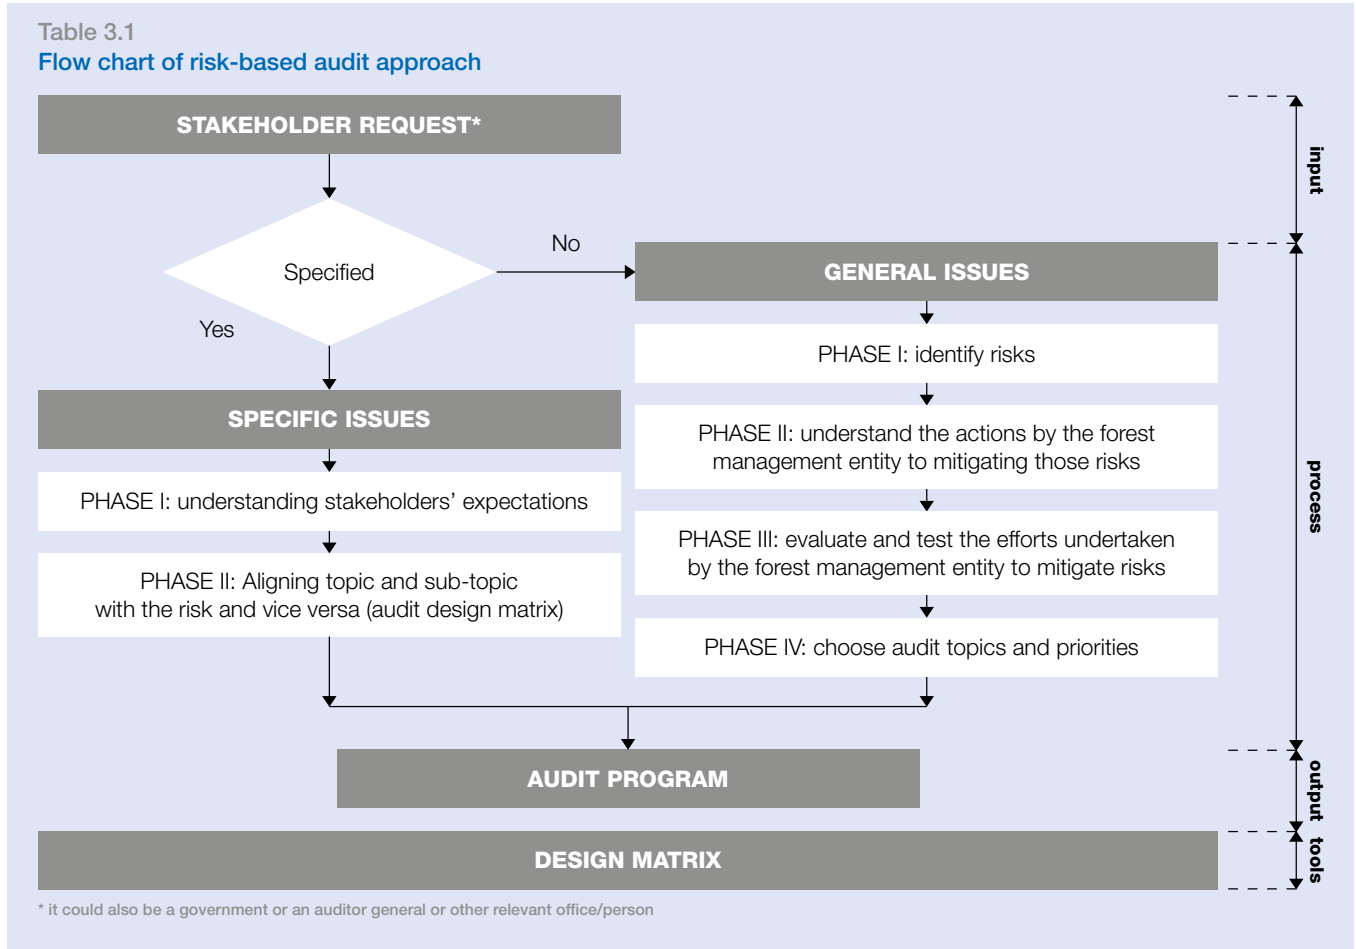 Table 3.1
Flow chart of risk-based audit approach
STAKEHOLDER REQUEST*
input
Specified
No
Yes
GENERAL ISSUES
PHASE I: identify risks
PHASE II: understand the actions by the forest
management entity to mitigating those risks
PHASE III: evaluate and test the efforts undertaken
by the forest management entity to mitigate risks
PHASE IV: choose audit topics and priorities
SPECIFIC ISSUES
PHASE I: understanding stakeholders' expectations
PHASE II: Aligning topic and sub-topic
with the risk and vice versa (audit design matrix)
process
AUDIT PROGRAM
output
DESIGN MATRIX
tools
* it could also be a government or an auditor general or other relevant office/person